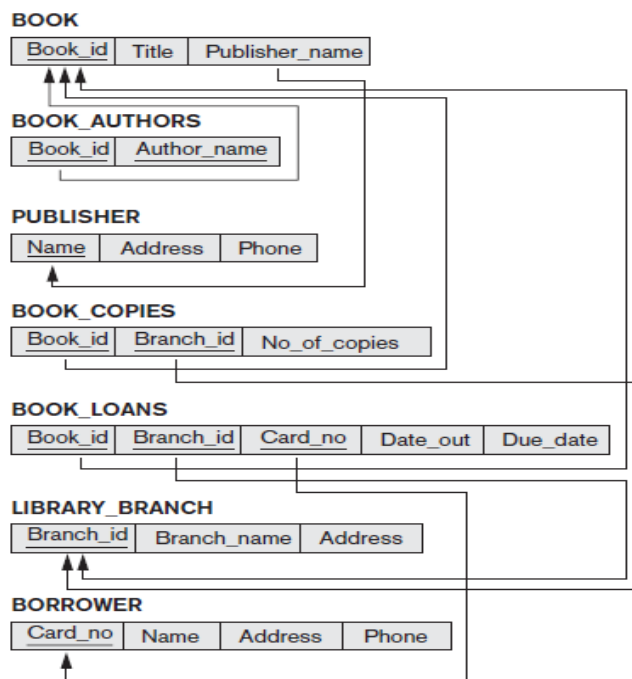 BOOK
Book_id Title Publisher_name
BOOK_AUTHORS
Book_id Author_name
PUBLISHER
Name Address Phone
BOOK_COPIES
Book_id Branch_id No_of_copies
BOOK_LOANS
Book_id Branch_id Card_no Date_out Due_date
LIBRARY_BRANCH
Branch_id Branch_name Address
BORROWER
Card_no Name Address Phone